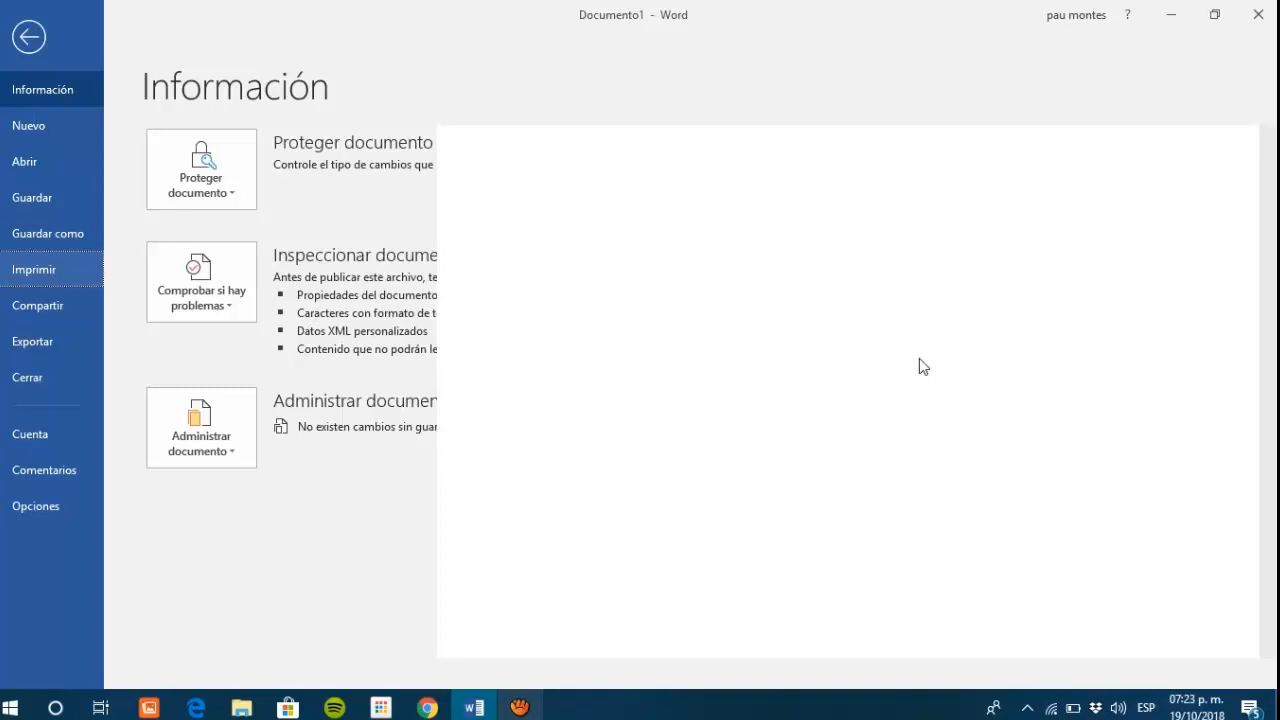 Documento1 - Word
pau montes
?
Información
Nuevo
Abrir
Guardar
Guardar como
Imprimir
Compartir
Exportar
Cerrar
Cuenta
Comentarios
Opciones
Información
Proteger documento
Proteger documento
Controle el tipo de cambios que
Comprobar si hay problemas
Inspeccionar docume
Antes de publicar este archivo, te
Propiedades del documento
Caracteres con formato de t
Datos XML personalizados
Contenido que no podrán le
Administrar documento
Administrar documen
No existen cambios sin guar
ESP
07:23 p. m.
19/10/2018
5